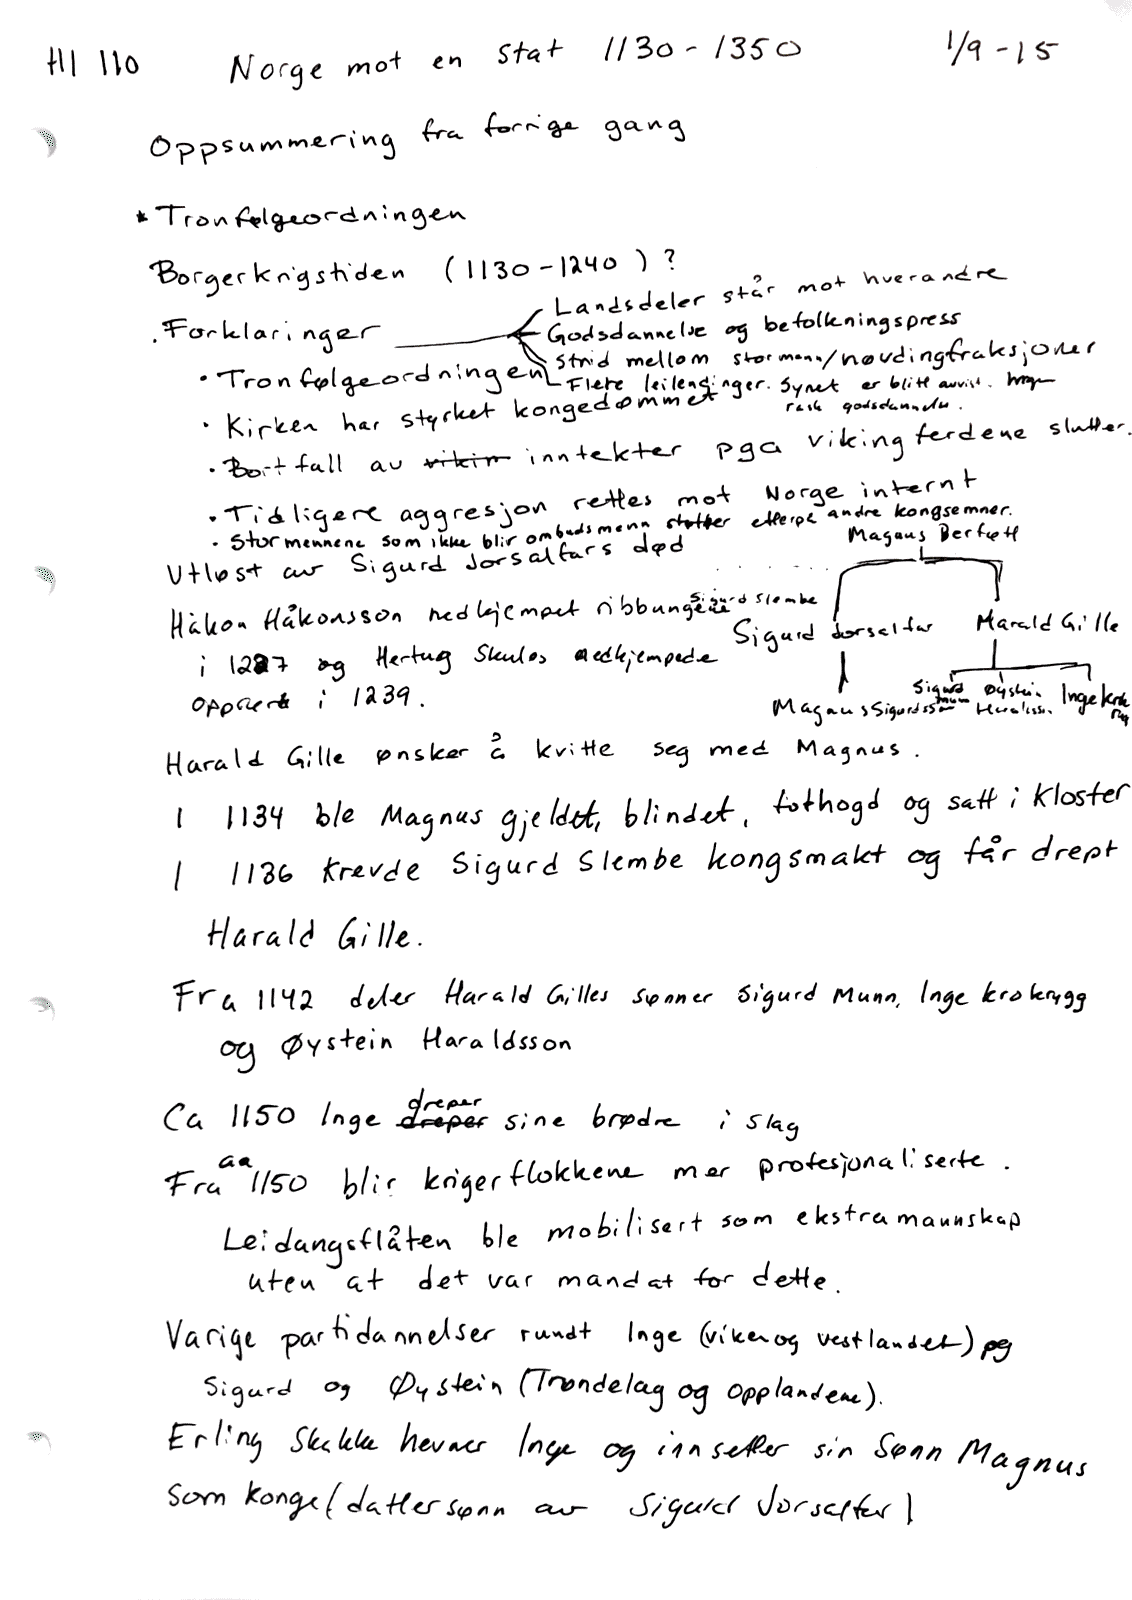 HI 110 Norge mot en stat 1130-1350 1/9-15
Oppsummering fra forrige gang
* Tronfølgeordningen
Borgerkrigstiden (1130-1240) ?
Landsdeler står mot hverandre
. Forklaringer
Godsdannelse og befolkningspress
Strid mellom stormenn/høvdingfraksjoner
• Tronfølgeordningen
Flere leilendinger. Synet er blitt avvist.
rask godsdannelse.
• Kirken har styrket kongedømmet
• Bortfall av vikin inntekter pga vikingferdene slutter.
• Tidligere aggresjon rettes mot Norge internt
• Stormennene som ikke blir ombudsmenn støtter etterpå andre kongsemner.
Magnus Berføtt
Utløst av Sigurd Jorsalfars død
Sigurd Slembe
Håkon Håkonsson nedkjempet ribbungene
Sigurd Jorsalfar Harald Gille
i 1227 og Hertug Skules nedkjempede
opprørt i 1239.
Magnus Sigurdsson Sigurd Munn Øystein Haraldss. Inge Krokrygg
Harald Gille ønsker å kvitte seg med Magnus.
I 1134 ble Magnus gjeldet, blindet, fothogd og satt i kloster
I 1136 krevde Sigurd Slembe kongsmakt og får drept
Harald Gille.
Fra 1142 deler Harald Gilles sønner Sigurd Munn, Inge krokrygg
og Øystein Haraldsson
Ca 1150 Inge dreper dreper sine brødre i slag
Fra ca 1150 blir krigerflokkene mer profesjonaliserte.
Leidangsflåten ble mobilisert som ekstramannskap
uten at det var mandat for dette.
Varige partidannelser rundt Inge (viken og vestlandet) og
Sigurd og Øystein (Trøndelag og opplandene).
Erling Skakke hevner Inge og innsetter sin sønn Magnus
som konge (dattersønn av Sigurd Jorsalfar)